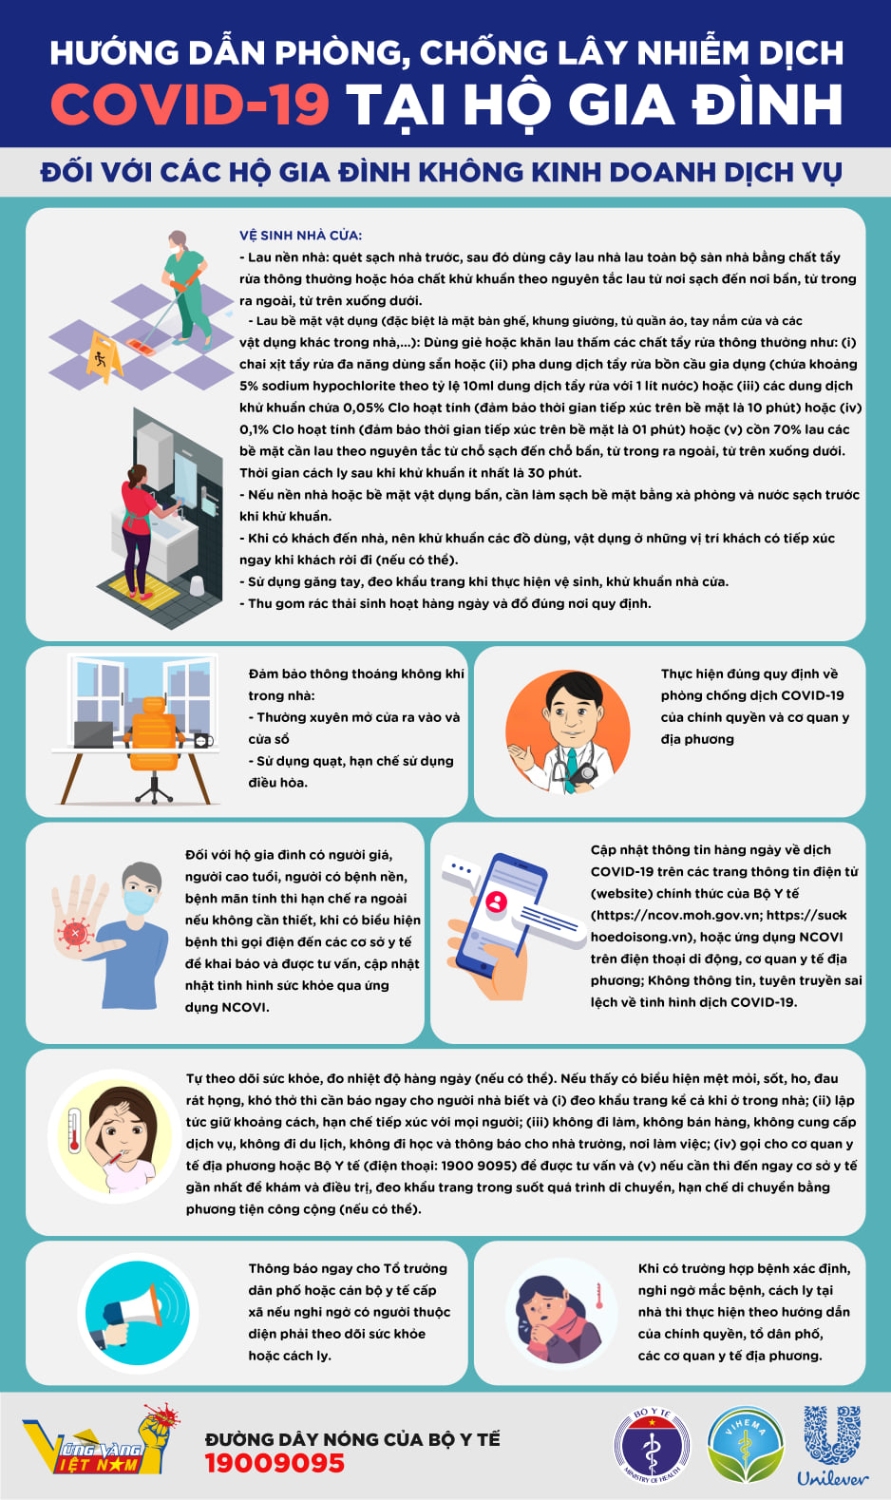 HƯỚNG DẪN PHÒNG, CHỐNG LÂY NHIỄM DỊCH
COVID-19 TẠI HỘ GIA ĐÌNH
ĐỐI VỚI CÁC HỘ GIA ĐÌNH KHÔNG KINH DOANH DỊCH VỤ
VỆ SINH NHÀ CỬA:
- Lau nền nhà: quét sạch nhà trước, sau đó dùng cây lau nhà lau toàn bộ sàn nhà bằng chất tẩy
rửa thông thường hoặc hóa chất khử khuẩn theo nguyên tắc lau từ nơi sạch đến nơi bẩn, từ trong
ra ngoài, từ trên xuống dưới.
- Lau bề mặt vật dụng (đặc biệt là mặt bàn ghế, khung giường, tủ quần áo, tay nắm cửa và các
vật dụng khác trong nhà,...): Dùng giẻ hoặc khăn lau thấm các chất tẩy rửa thông thường như: (i)
chai xịt tẩy rửa đa năng dùng sẵn hoặc (ii) pha dung dịch tẩy rửa bồn cầu gia dụng (chứa khoảng
5% sodium hypochlorite theo tỷ lệ 10ml dung dịch tẩy rửa với 1 lít nước) hoặc (iii) các dung dịch
khử khuẩn chứa 0,05% Clo hoạt tính (đảm bảo thời gian tiếp xúc trên bề mặt là 10 phút) hoặc (iv)
0,1% Clo hoạt tính (đảm bảo thời gian tiếp xúc trên bề mặt là 01 phút) hoặc (v) cồn 70% lau các
bề mặt cần lau theo nguyên tắc từ chỗ sạch đến chỗ bẩn, từ trong ra ngoài, từ trên xuống dưới.
Thời gian cách ly sau khi khử khuẩn ít nhất là 30 phút.
- Nếu nền nhà hoặc bề mặt vật dụng bẩn, cần làm sạch bề mặt bằng xà phòng và nước sạch trước
khi khử khuẩn.
- Khi có khách đến nhà, nên khử khuẩn các đồ dùng, vật dụng ở những vị trí khách có tiếp xúc
ngay khi khách rời đi (nếu có thể).
- Sử dụng găng tay, đeo khẩu trang khi thực hiện vệ sinh, khử khuẩn nhà cửa.
- Thu gom rác thải sinh hoạt hàng ngày và đổ đúng nơi quy định.
Đảm bảo thông thoáng không khí
trong nhà:
- Thường xuyên mở cửa ra vào và
cửa sổ
- Sử dụng quạt, hạn chế sử dụng
điều hòa.
Thực hiện đúng quy định về
phòng chống dịch COVID-19
của chính quyền và cơ quan y
địa phương
Đối với hộ gia đình có người giá,
người cao tuổi, người có bệnh nền,
bệnh mãn tính thì hạn chế ra ngoài
nếu không cần thiết, khi có biểu hiện
bệnh thì gọi điện đến các cơ sở y tế
để khai báo và được tư vấn, cập nhật
nhật tình hình sức khỏe qua ứng
dụng NCOVI.
Cập nhật thông tin hàng ngày về dịch
COVID-19 trên các trang thông tin điện tử
(website) chính thức của Bộ Y tế
(https://ncov.moh.gov.vn; https://suck
hoedoisong.vn), hoặc ứng dụng NCOVI
trên điện thoại di động, cơ quan y tế địa
phương; Không thông tin, tuyên truyền sai
lệch về tình hình dịch COVID-19.
Tự theo dõi sức khỏe, đo nhiệt độ hàng ngày (nếu có thể). Nếu thấy có biểu hiện mệt mỏi, sốt, ho, đau
rát họng, khó thở thì cần báo ngay cho người nhà biết và (i) đeo khẩu trang kể cả khi ở trong nhà; (ii) lập
tức giữ khoảng cách, hạn chế tiếp xúc với mọi người; (iii) không đi làm, không bán hàng, không cung cấp
dịch vụ, không đi du lịch, không đi học và thông báo cho nhà trường, nơi làm việc; (iv) gọi cho cơ quan y
tế địa phương hoặc Bộ Y tế (điện thoại: 1900 9095) để được tư vấn và (v) nếu cần thì đến ngay cơ sở y tế
gần nhất để khám và điều trị, đeo khẩu trang trong suốt quá trình di chuyển, hạn chế di chuyển bằng
phương tiện công cộng (nếu có thể).
Thông báo ngay cho Tổ trưởng
dân phố hoặc cán bộ y tế cấp
xã nếu nghi ngờ có người thuộc
diện phải theo dõi sức khỏe
hoặc cách ly.
Khi có trường hợp bệnh xác định,
nghi ngờ mắc bệnh, cách ly tại
nhà thì thực hiện theo hướng dẫn
của chính quyền, tổ dân phố,
các cơ quan y tế địa phương.
VỮNG VÀNG
VIỆT NAM
ĐƯỜNG DÂY NÓNG CỦA BỘ Y TẾ
19009095
BỘ Y TẾ
MINISTRY OF HEALTH
VIHEMA
Unilever